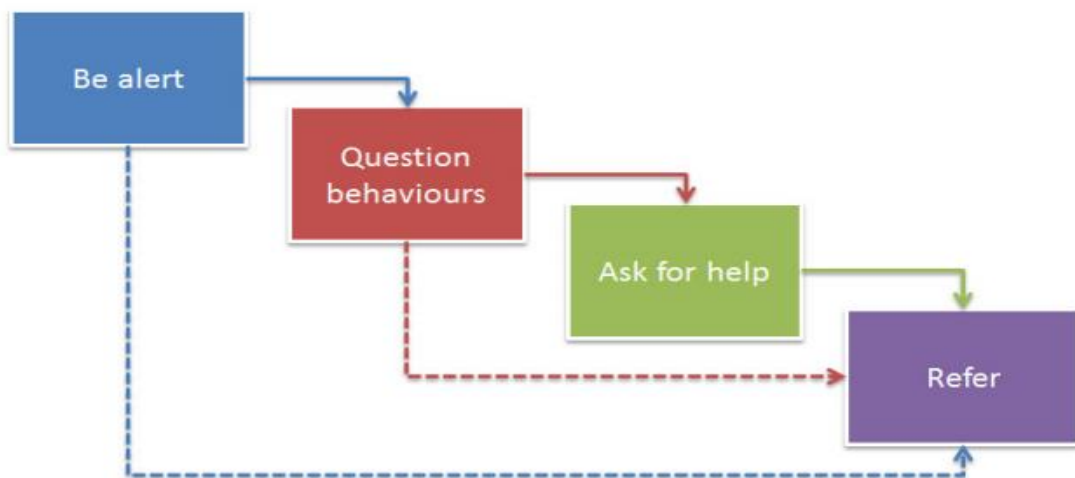 Be alert
Question
behaviours
Ask for help
Refer